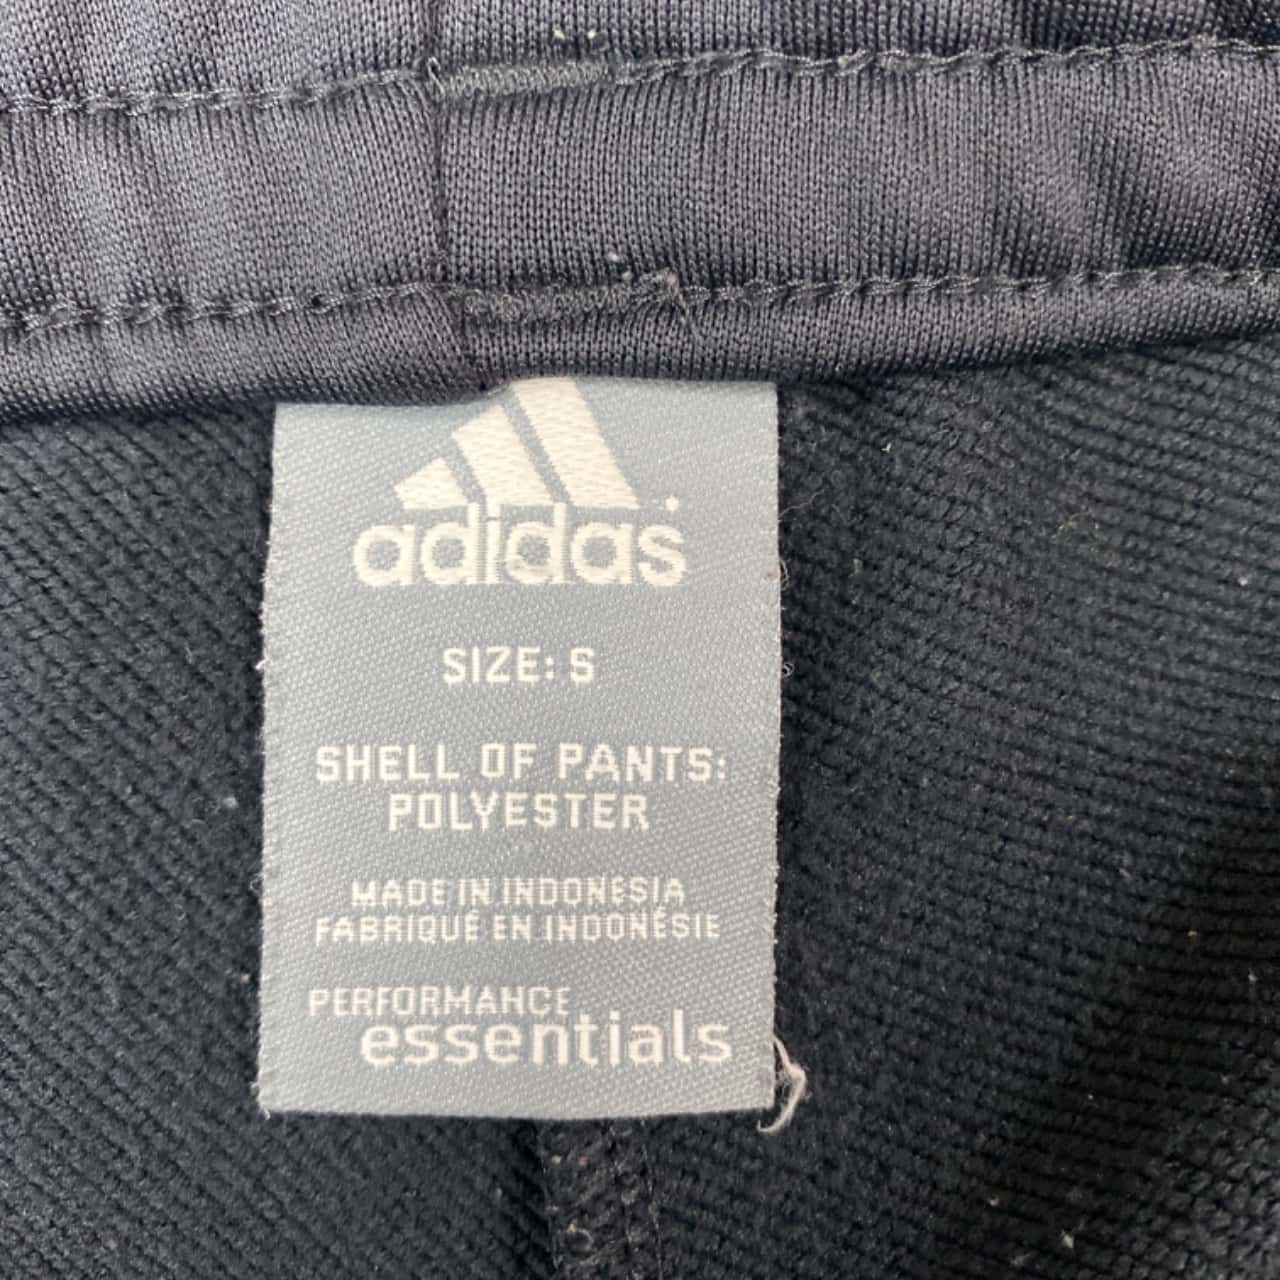 adidas
SIZE: S
SHELL OF PANTS:
POLYESTER
MADE IN INDONESIA
FABRIQUÉ EN INDONÉSIE
PERFORMANCE
essentials